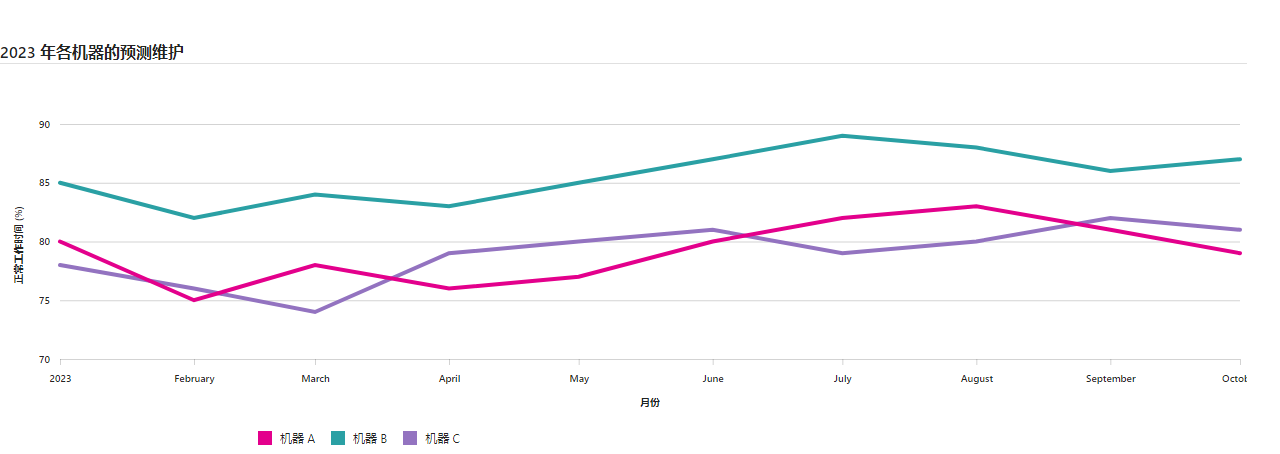 2023 年各机器的预测维护
90
85
80
75
70
正常工作时间 (%)
2023 February March April May June July August September Octob
月份
机器 A 机器 B 机器 C